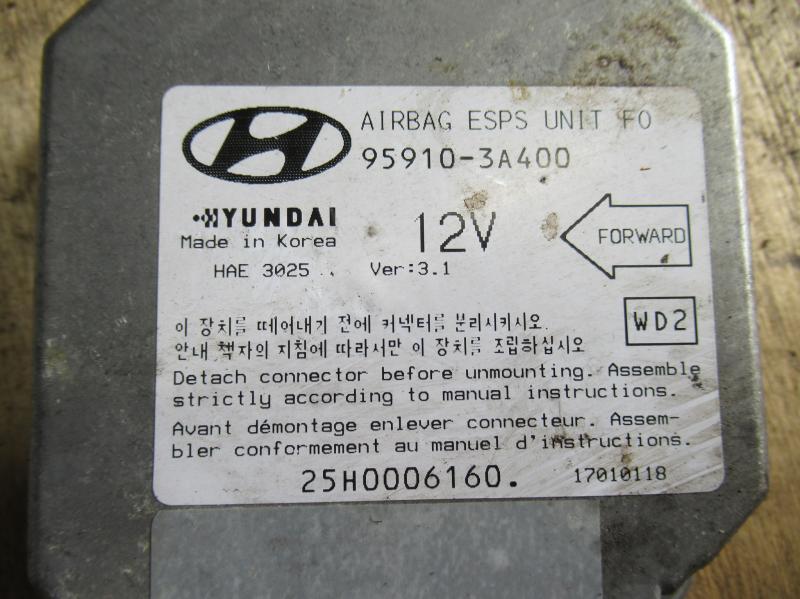 AIRBAG ESPS UNIT FO
95910-3A400
HYUNDAI
Made in Korea
12V
FORWARD
HAE 3025
Ver:3.1
WD2
이 장치를 떼어내기 전에 커넥터를 분리시키시오.
안내 책자의 지침에 따라서만 이 장치를 조립하십시오
Detach connector before unmounting. Assemble
strictly according to manual instructions.
Avant démontage enlever connecteur. Assem-
bler conformement au manuel d'instructions.
25H0006160.
17010118